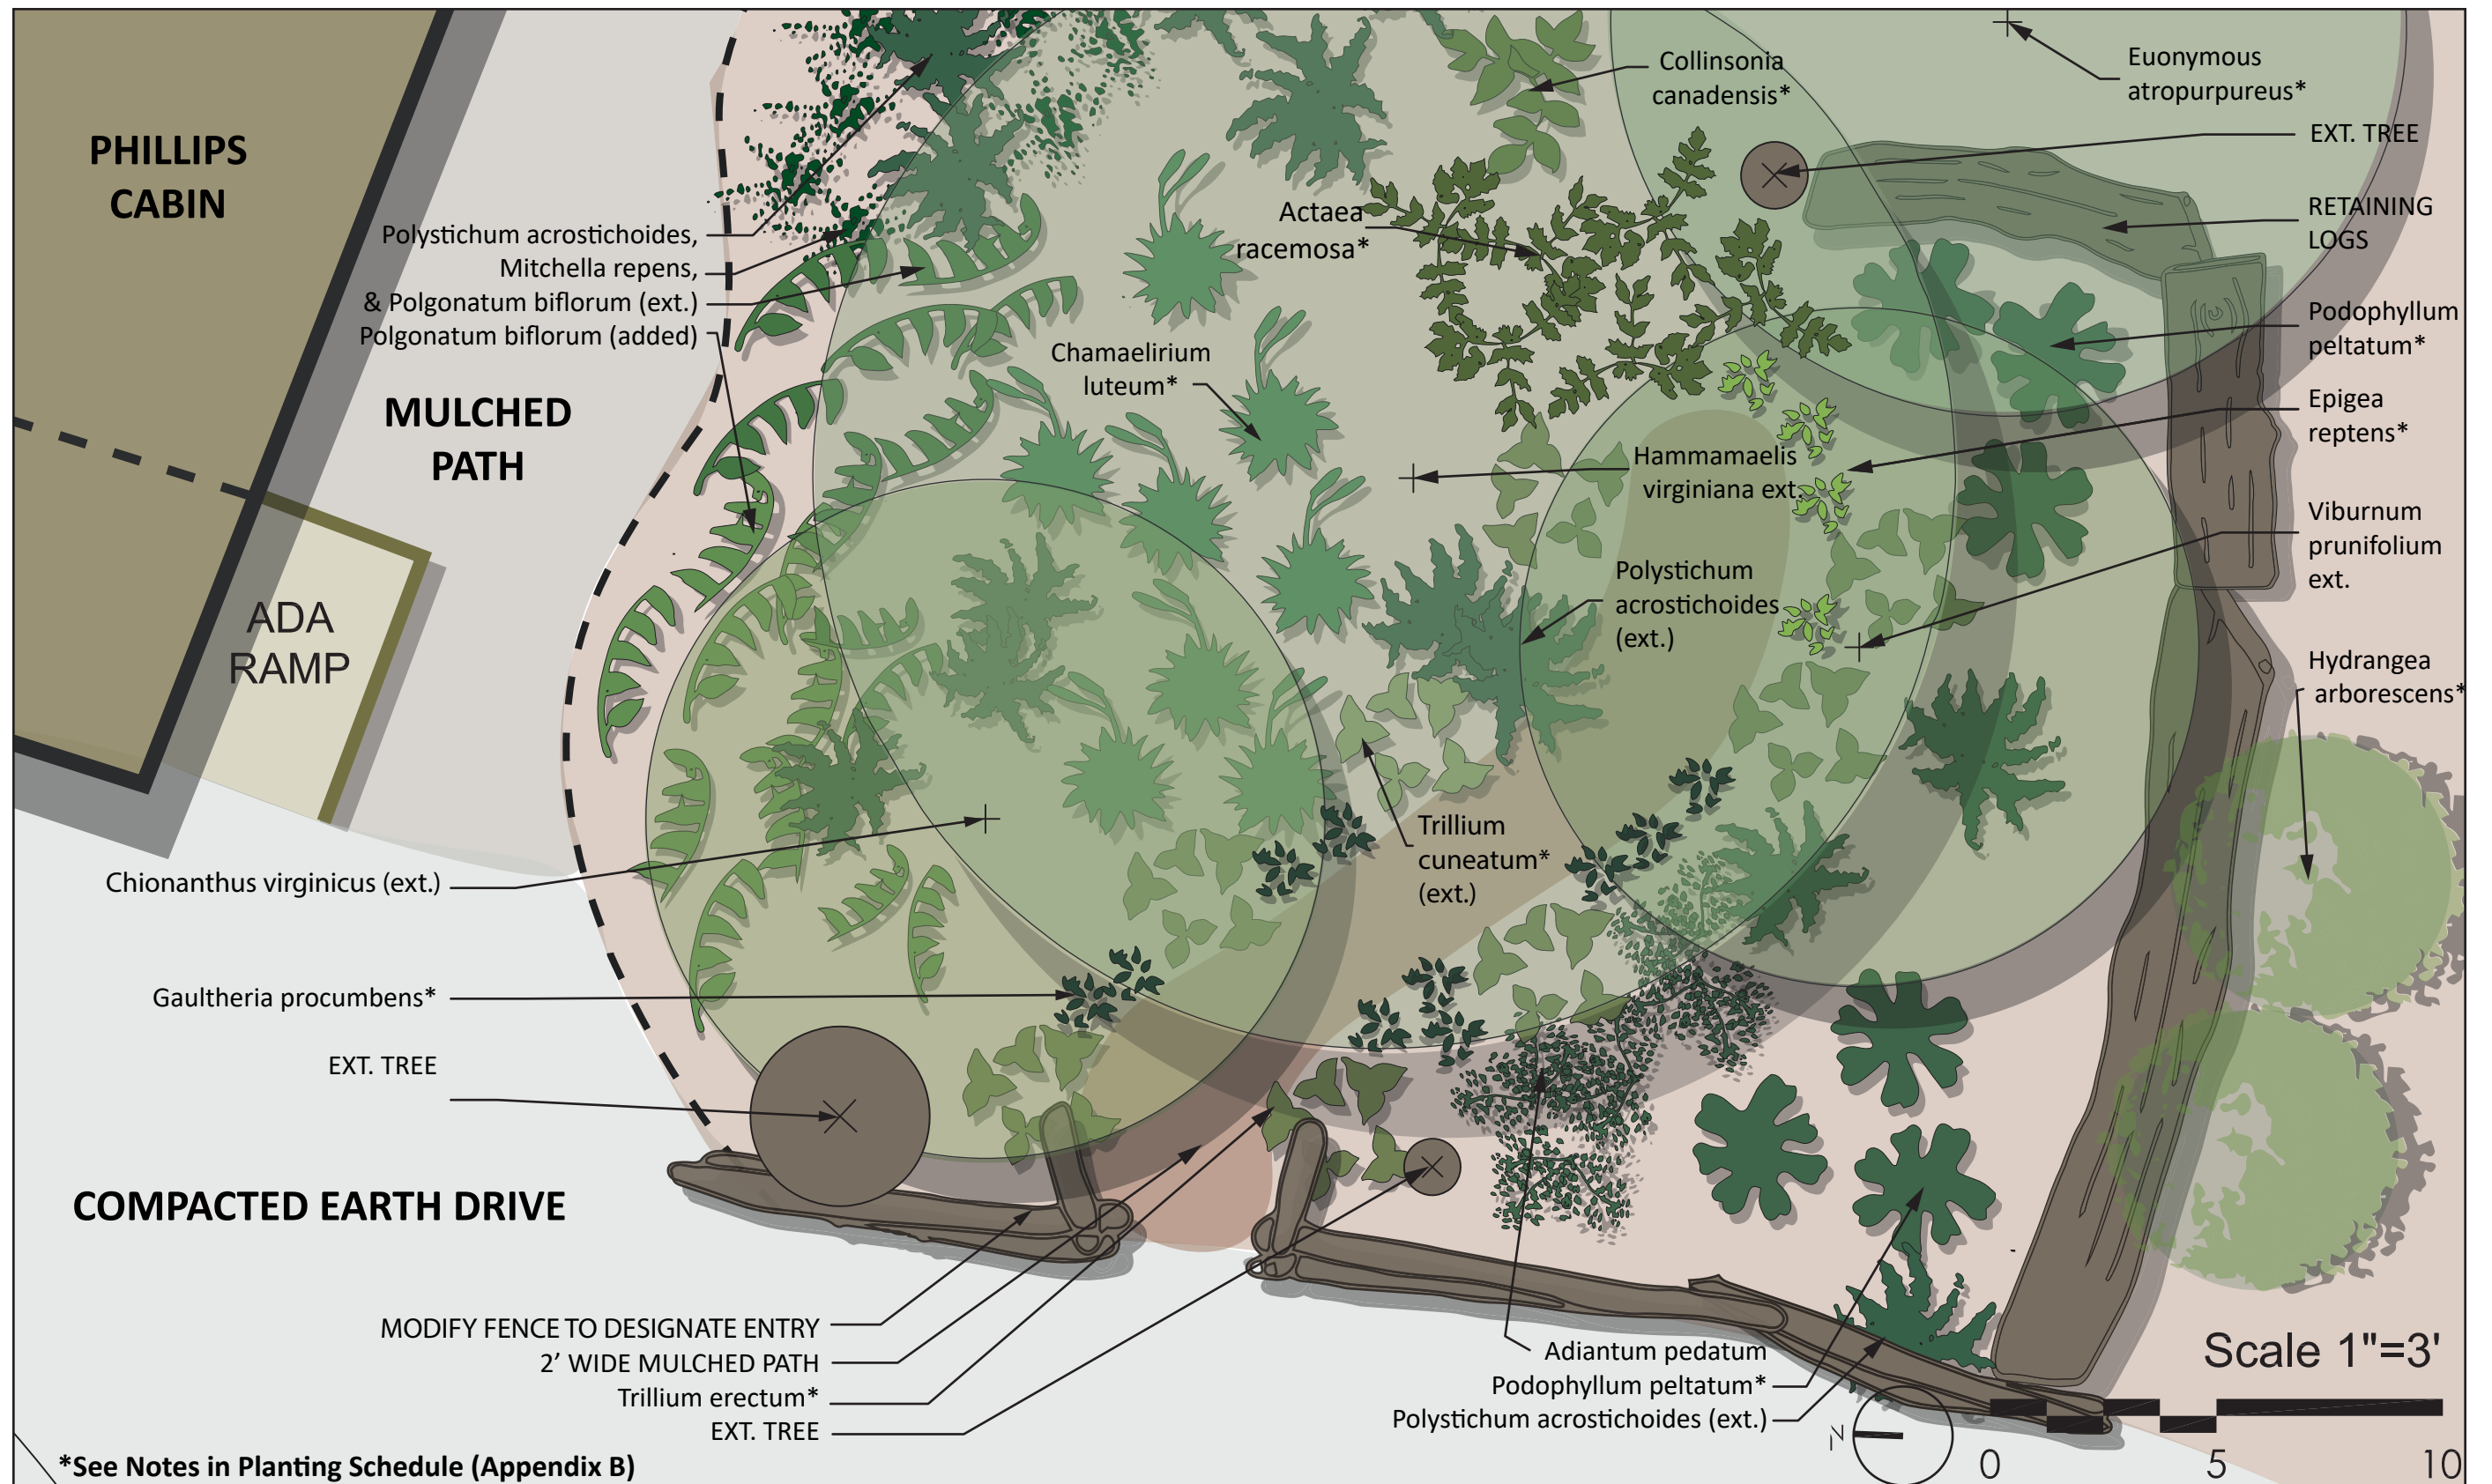 PHILLIPS
CABIN
Polystichum acrostichoides,
Mitchella repens,
& Polgonatum biflorum (ext.)
Polgonatum biflorum (added)
MULCHED
PATH
ADA
RAMP
Chionanthus virginicus (ext.)
Gaultheria procumbens*
EXT. TREE
COMPACTED EARTH DRIVE
MODIFY FENCE TO DESIGNATE ENTRY
2’ WIDE MULCHED PATH
Trillium erectum*
EXT. TREE
*See Notes in Planting Schedule (Appendix B)
Collinsonia
canadensis*
Actaea
racemosa*
Chamaelirium
luteum*
Hammamaelis
virginiana ext.
Polystichum
acrostichoides
(ext.)
Trillium
cuneatum*
(ext.)
Euonymous
atropurpureus*
EXT. TREE
RETAINING
LOGS
Podophyllum
peltatum*
Epigea
reptens*
Viburnum
prunifolium
ext.
Hydrangea
arborescens*
Adiantum pedatum
Podophyllum peltatum*
Polystichum acrostichoides (ext.)
Scale 1"=3'
N
0 5 10